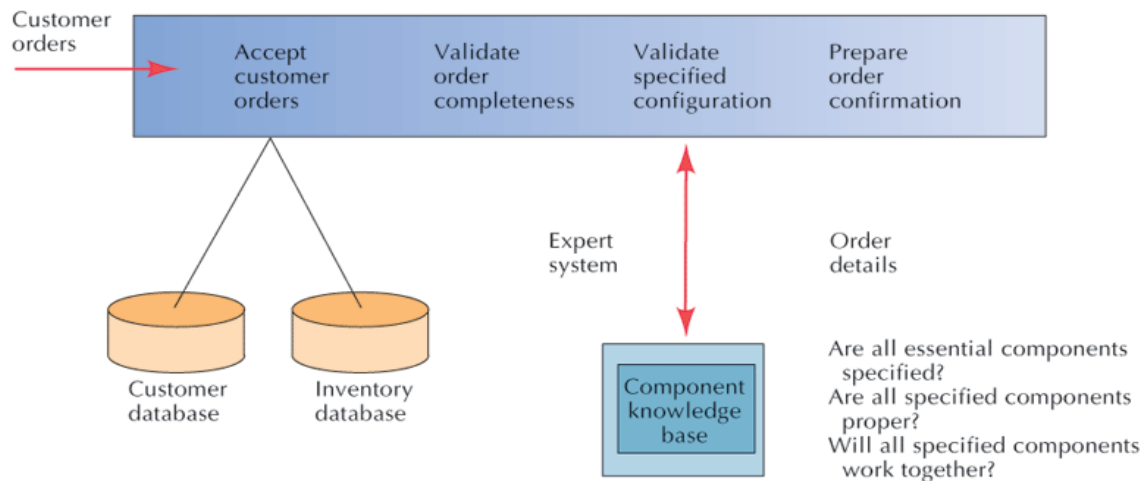 Customer
orders
Accept
customer
orders
Validate
order
completeness
Validate
specified
configuration
Prepare
order
confirmation
Expert
system
Order
details
Customer
database
Inventory
database
Component
knowledge
base
Are all essential components
specified?
Are all specified components
proper?
Will all specified components
work together?